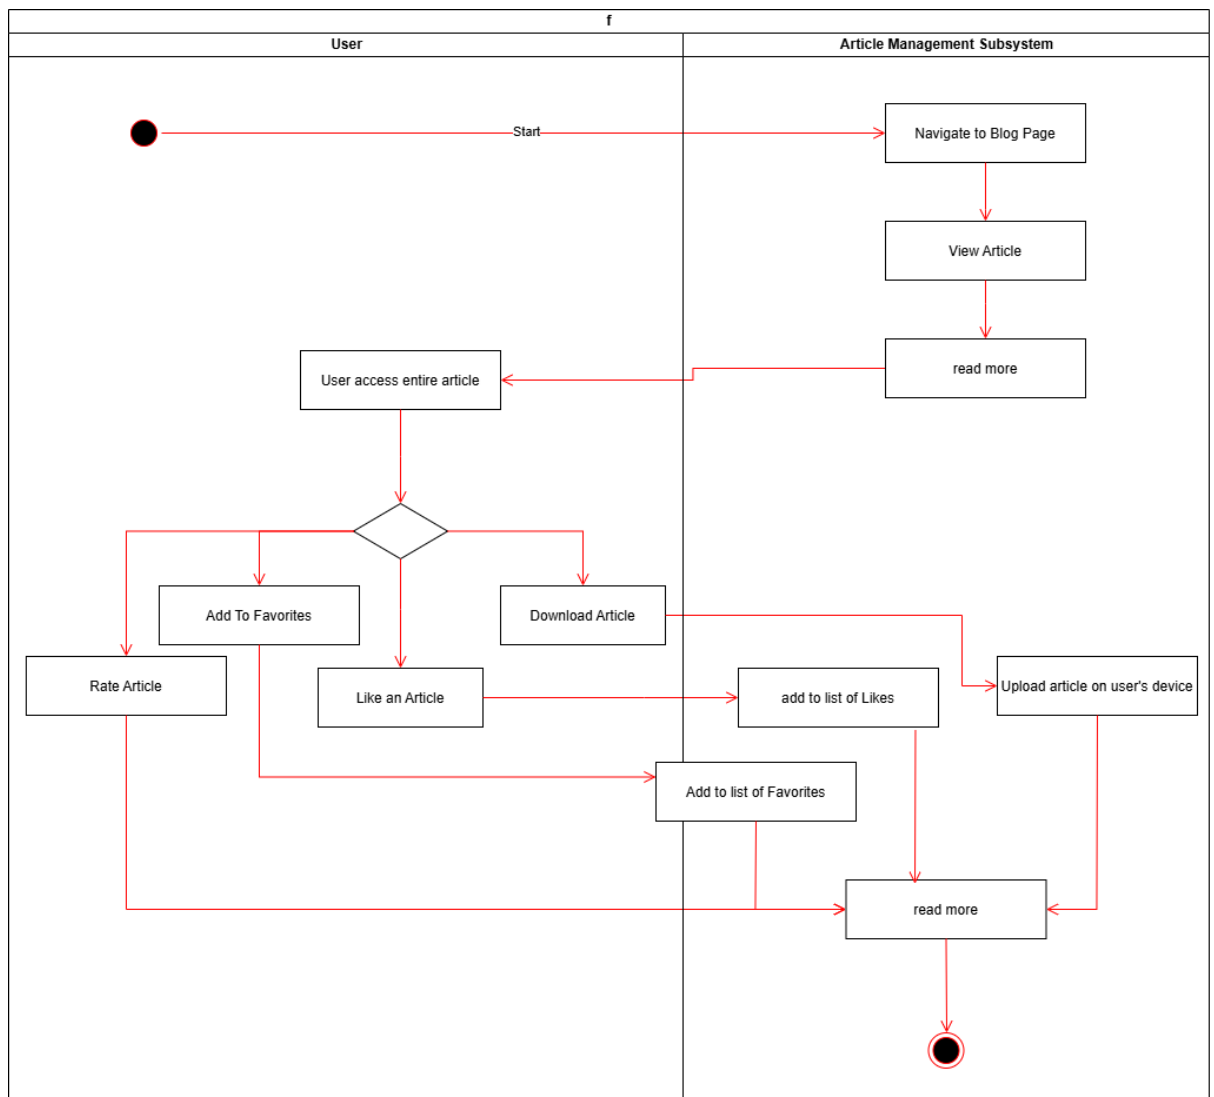 f
User
Article Management Subsystem
Start
Navigate to Blog Page
View Article
read more
User access entire article
Add To Favorites
Download Article
Rate Article
Like an Article
add to list of Likes
Upload article on user's device
Add to list of Favorites
read more